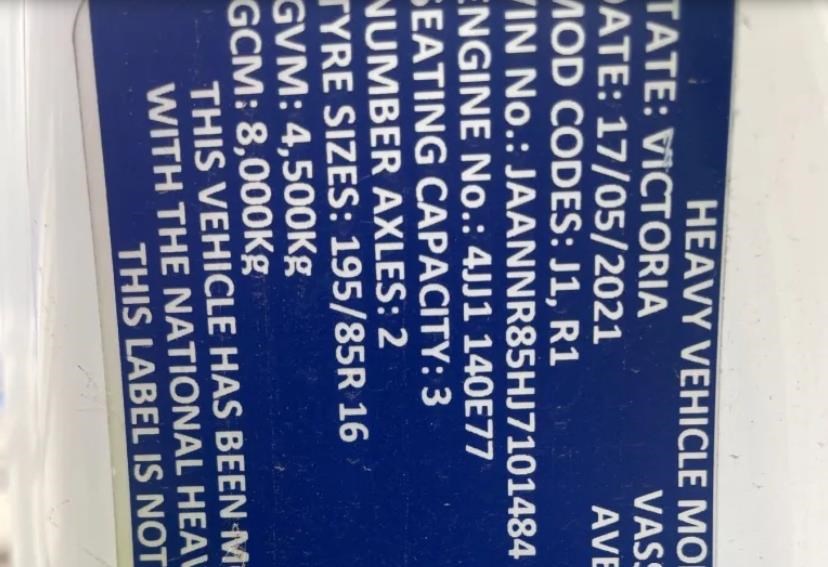 HEAVY VEHICLE MOD
TATE: VICTORIA
VASS
DATE: 17/05/2021
AVE
MOD CODES: J1, R1
VIN No.: JAANNR85HJ7101484
ENGINE No.: 4JJ1 140E77
SEATING CAPACITY: 3
NUMBER AXLES: 2
TYRE SIZES: 195/85R 16
GVM: 4,500Kg
GCM: 8,000Kg
THIS VEHICLE HAS BEEN M
WITH THE NATIONAL HEAV
THIS LABEL IS NOT